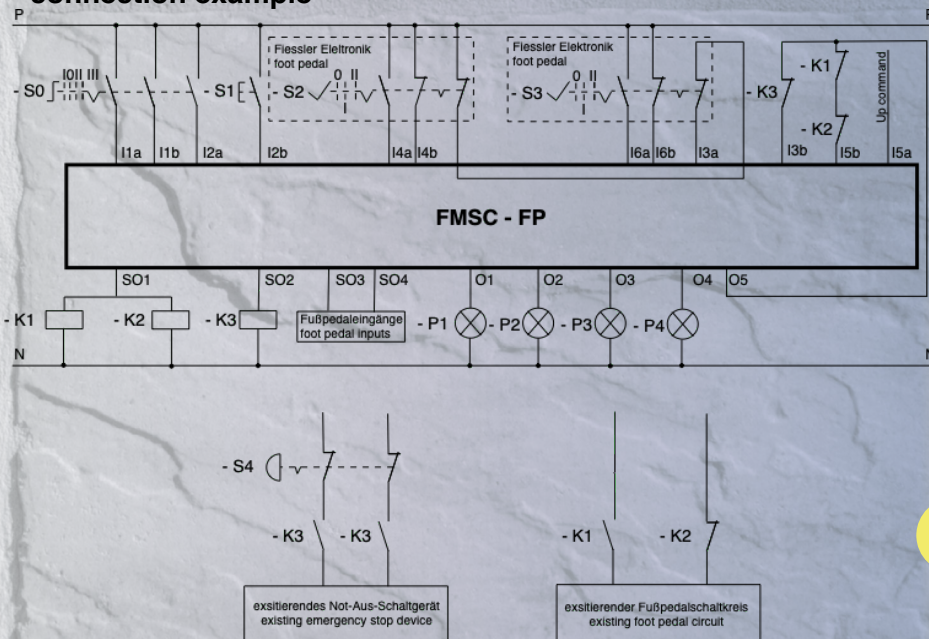 connection example
P
Fiessler Eleltronik
foot pedal
Fiessler Elektronik
foot pedal
- S0
I0II III
- S1
- S2
0 II
- S3
0 II
- K3
- K1
- K2
Up command
I1a
I1b
I2a
I2b
I4a
I4b
I6a
I6b
I3a
I3b
I5b
I5a
FMSC - FP
SO1
SO2
SO3
SO4
O1
O2
O3
O4
O5
- K1
- K2
- K3
Fußpedaleingänge
foot pedal inputs
- P1
- P2
- P3
- P4
N
- S4
- K3
- K3
- K1
- K2
exsitierendes Not-Aus-Schaltgerät
existing emergency stop device
exsitierender Fußpedalschaltkreis
existing foot pedal circuit